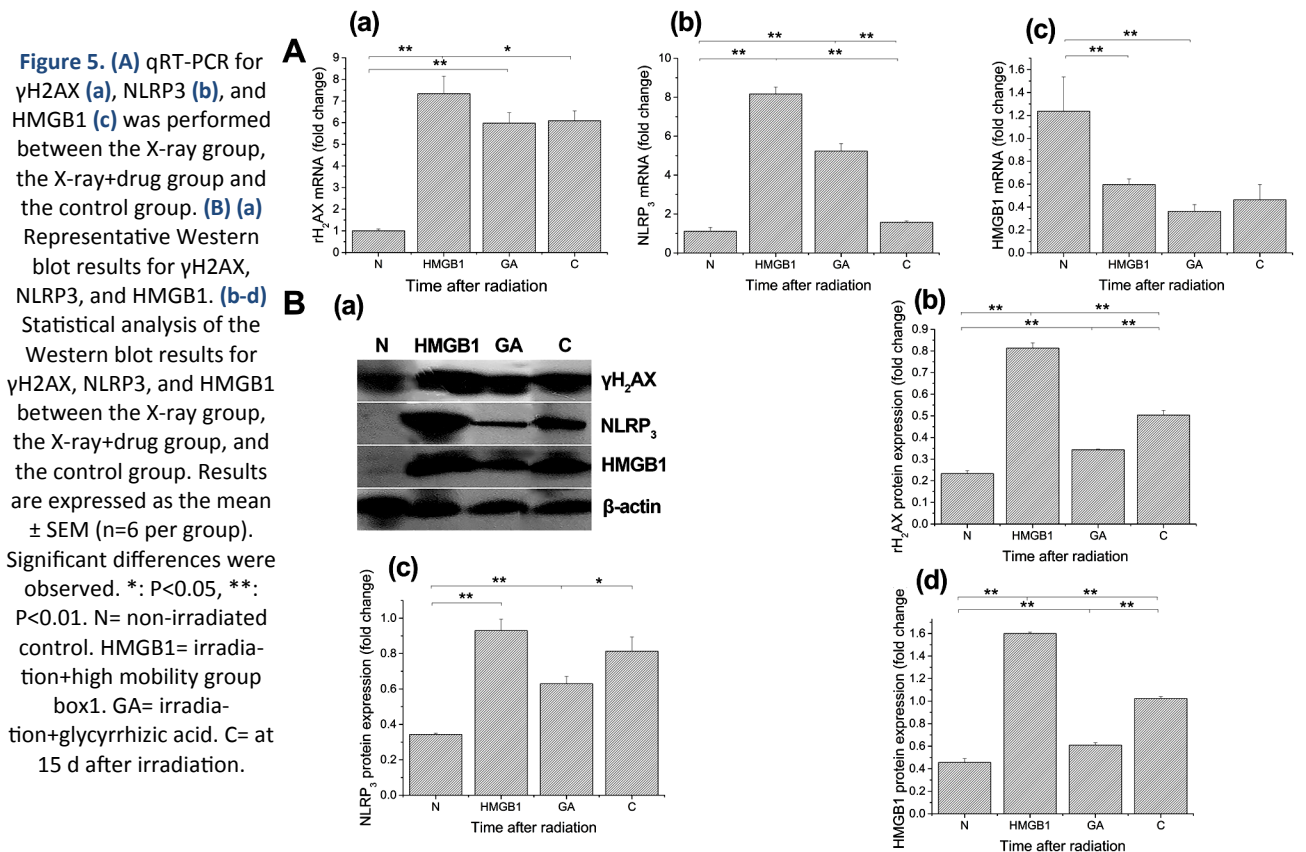 Figure 5. (A) qRT-PCR for
γH2AX (a), NLRP3 (b), and
HMGB1 (c) was performed
between the X-ray group,
the X-ray+drug group and
the control group. (B) (a)
Representative Western
blot results for γH2AX,
NLRP3, and HMGB1. (b-d)
Statistical analysis of the
Western blot results for
γH2AX, NLRP3, and HMGB1
between the X-ray group,
the X-ray+drug group, and
the control group. Results
are expressed as the mean
± SEM (n=6 per group).
Significant differences were
observed. *: P<0.05, **:
P<0.01. N= non-irradiated
control. HMGB1= irradia-
tion+high mobility group
box1. GA= irradia-
tion+glycyrrhizic acid. C= at
15 d after irradiation.
A
(a)
** *
**
rH₂AX mRNA (fold change)
9
8
7
6
5
4
3
2
1
0
N HMGB1 GA C
Time after radiation
(b)
** **
** **
NLRP₃ mRNA (fold change)
10
8
6
4
2
0
N HMGB1 GA C
Time after radiation
(c)
**
**
HMGB1 mRNA (fold change)
1.6
1.4
1.2
1.0
0.8
0.6
0.4
0.2
0.0
N HMGB1 GA C
Time after radiation
B
(a)
N HMGB1 GA C
γH₂AX
NLRP₃
HMGB1
β-actin
(b)
** **
** **
rH₂AX protein expression (fold change)
0.9
0.8
0.7
0.6
0.5
0.4
0.3
0.2
0.1
0.0
N HMGB1 GA C
Time after radiation
(c)
** *
**
NLRP₃ protein expression (fold change)
1.0
0.8
0.6
0.4
0.2
0.0
N HMGB1 GA C
Time after radiation
(d)
** **
** **
HMGB1 protein expression (fold change
1.6
1.4
1.2
1.0
0.8
0.6
0.4
0.2
0.0
N HMGB1 GA C
Time after radiation